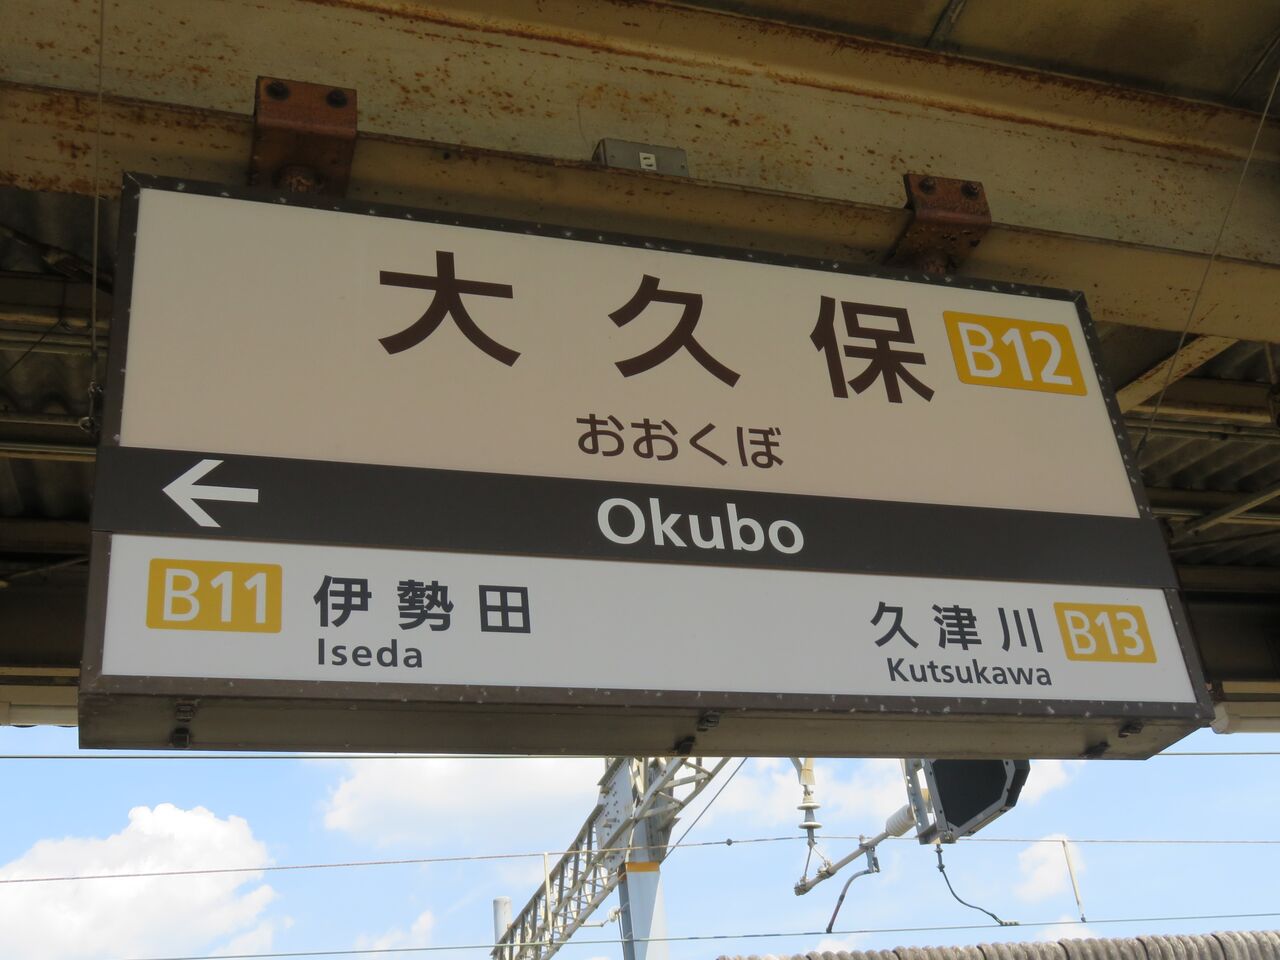 大久保 B12
おおくぼ
← Okubo
B11 伊勢田
Iseda
久津川 B13
Kutsukawa